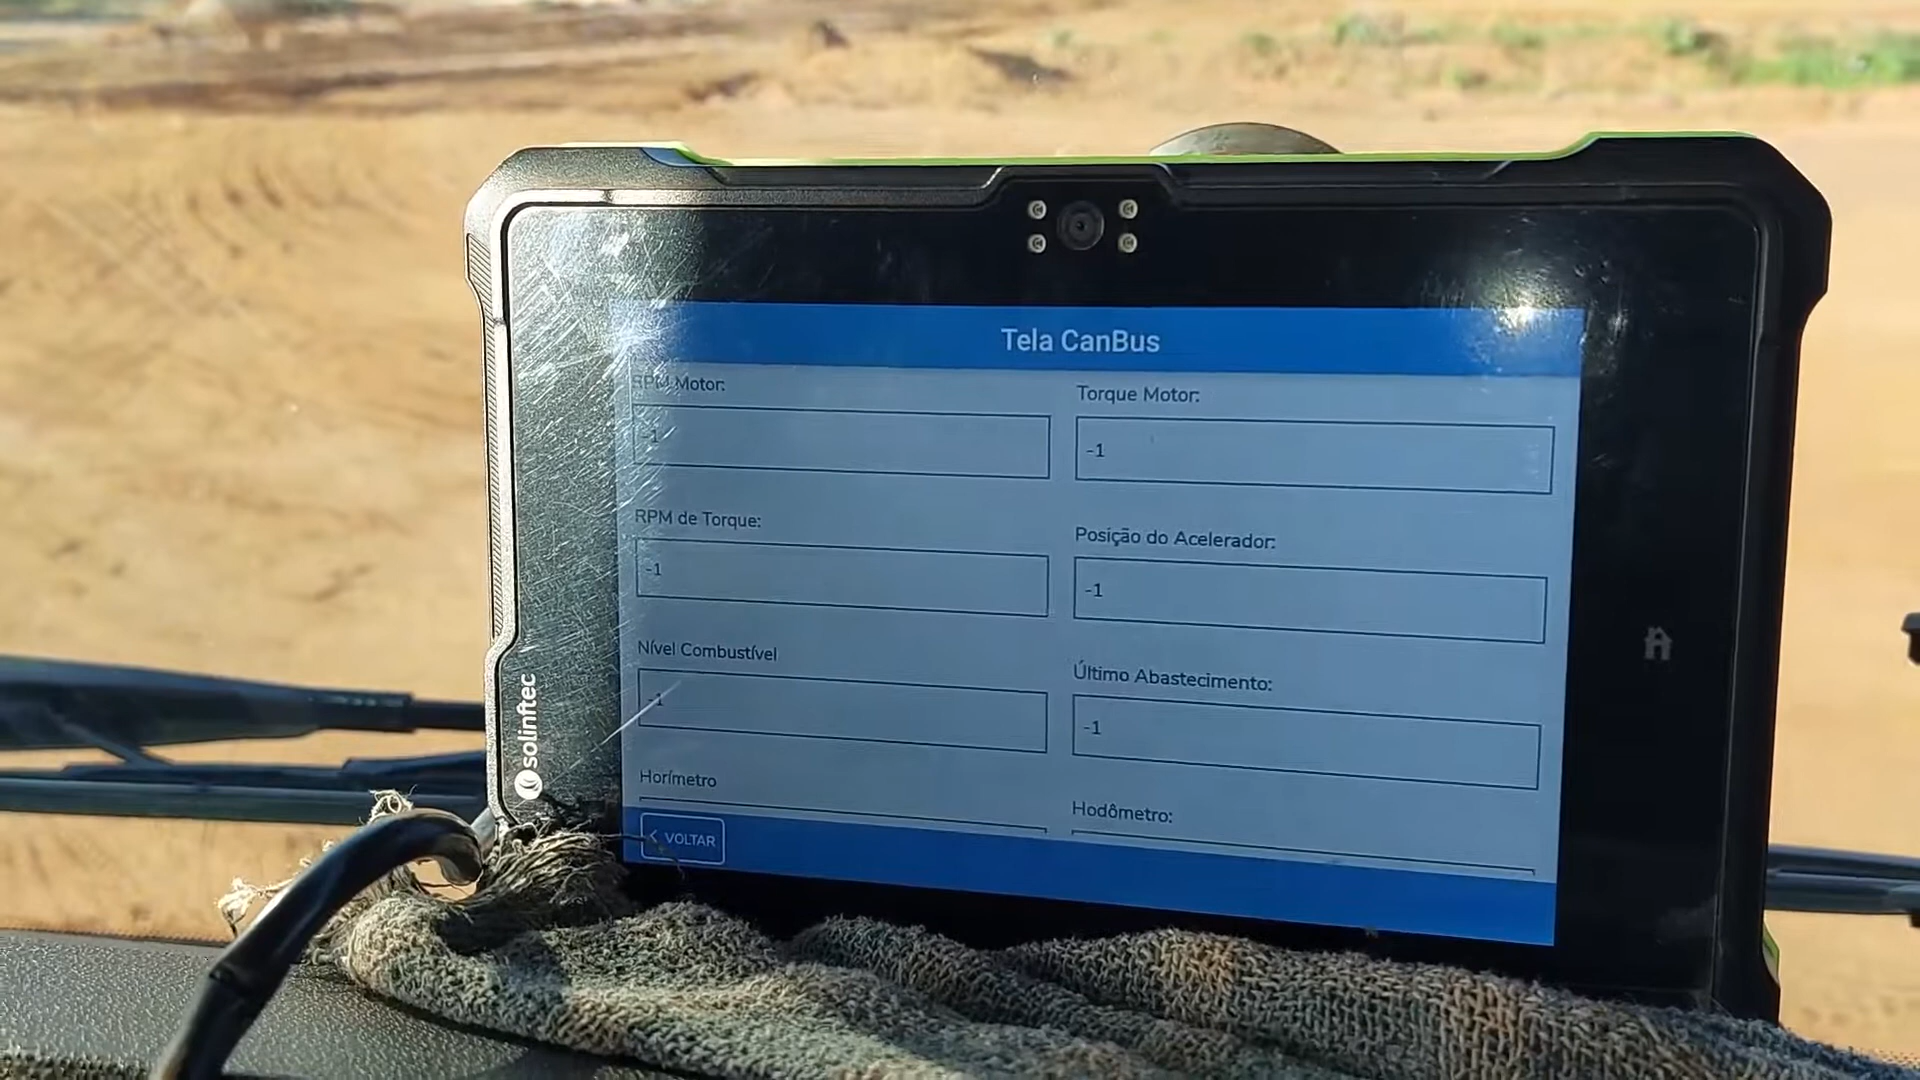 Tela CanBus
RPM Motor:
-1
Torque Motor:
-1
RPM de Torque:
-1
Posição do Acelerador:
-1
Nível Combustível
-1
Último Abastecimento:
-1
Horímetro
Hodômetro:
VOLTAR
solinftec